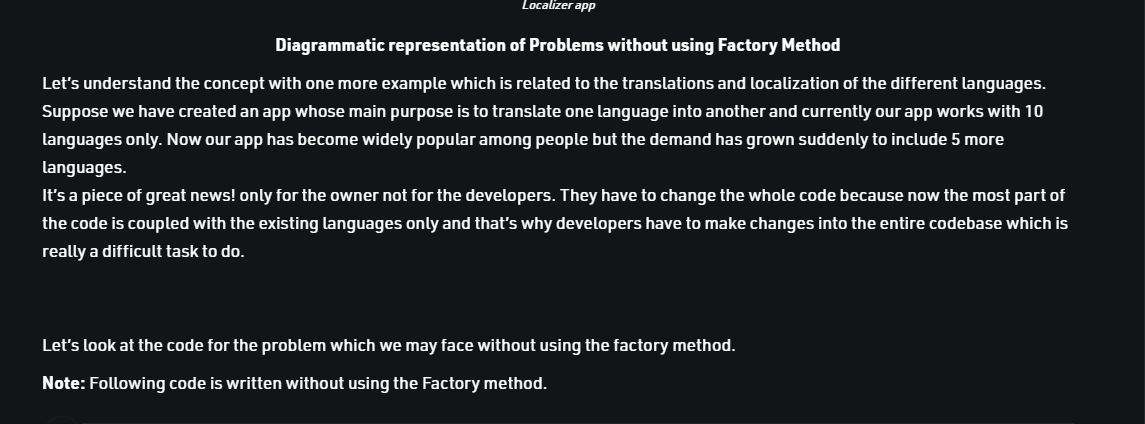 Localizer app
Diagrammatic representation of Problems without using Factory Method
Let's understand the concept with one more example which is related to the translations and localization of the different languages.
Suppose we have created an app whose main purpose is to translate one language into another and currently our app works with 10
languages only. Now our app has become widely popular among people but the demand has grown suddenly to include 5 more
languages.
It's a piece of great news! only for the owner not for the developers. They have to change the whole code because now the most part of
the code is coupled with the existing languages only and that's why developers have to make changes into the entire codebase which is
really a difficult task to do.
Let's look at the code for the problem which we may face without using the factory method.
Note: Following code is written without using the Factory method.